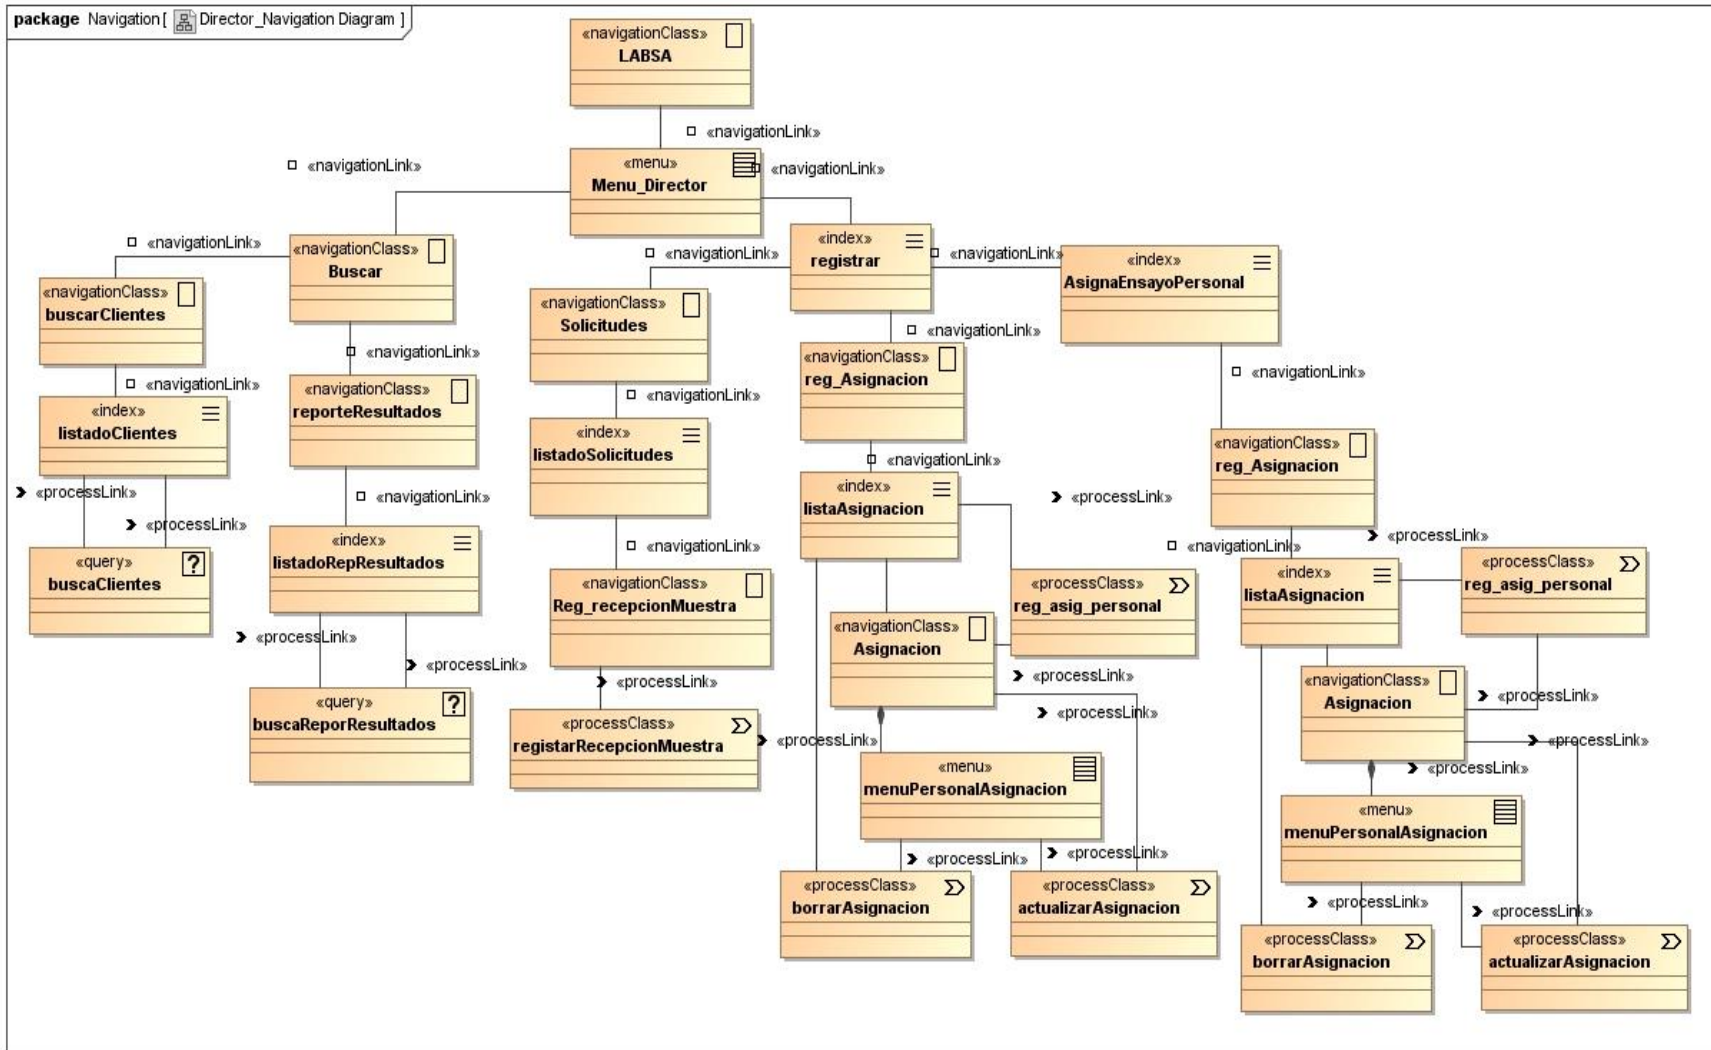 package Navigation [ Director_Navigation Diagram ]
«navigationClass»
LABSA
«navigationLink»
«menu»
Menu_Director
«navigationLink»
«navigationLink»
«navigationClass»
Buscar
«navigationLink»
«navigationClass»
buscarClientes
«navigationLink»
«index»
listadoClientes
«processLink»
«processLink»
«query»
buscaClientes
?
«navigationLink»
«navigationClass»
reporteResultados
«navigationLink»
«index»
listadoRepResultados
«processLink»
«processLink»
«query»
buscaReporResultados
?
«index»
registrar
«navigationLink»
«navigationClass»
Solicitudes
«navigationLink»
«index»
listadoSolicitudes
«navigationLink»
«navigationClass»
Reg_recepcionMuestra
«processLink»
«processClass»
registarRecepcionMuestra
«navigationLink»
«navigationClass»
reg_Asignacion
«navigationLink»
«index»
listaAsignacion
«processLink»
«processClass»
reg_asig_personal
«navigationClass»
Asignacion
«processLink»
«processLink»
«processLink»
«menu»
menuPersonalAsignacion
«processLink»
«processLink»
«processClass»
borrarAsignacion
«processClass»
actualizarAsignacion
«navigationLink»
«index»
AsignaEnsayoPersonal
«navigationLink»
«navigationClass»
reg_Asignacion
«navigationLink»
«processLink»
«index»
listaAsignacion
«processClass»
reg_asig_personal
«navigationClass»
Asignacion
«processLink»
«processLink»
«processLink»
«menu»
menuPersonalAsignacion
«processLink»
«processLink»
«processClass»
borrarAsignacion
«processClass»
actualizarAsignacion